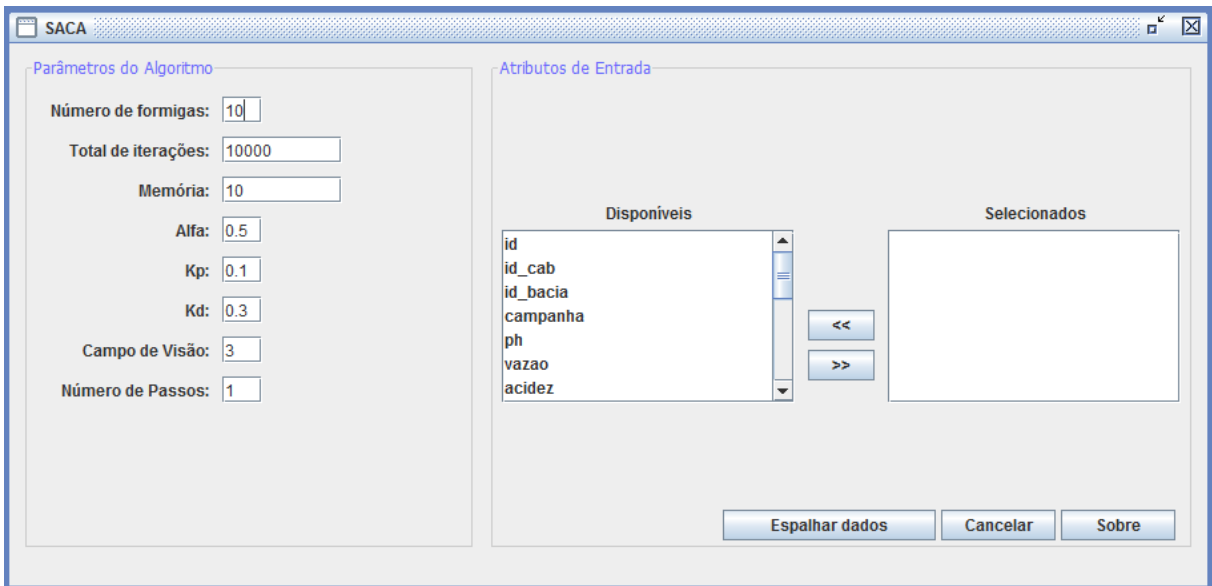 SACA
Parâmetros do Algoritmo
Número de formigas: 10
Total de iterações: 10000
Memória: 10
Alfa: 0.5
Kp: 0.1
Kd: 0.3
Campo de Visão: 3
Número de Passos: 1
Atributos de Entrada
Disponíveis
id
id_cab
id_bacia
campanha
ph
vazao
acidez
<<
>>
Selecionados
Espalhar dados
Cancelar
Sobre